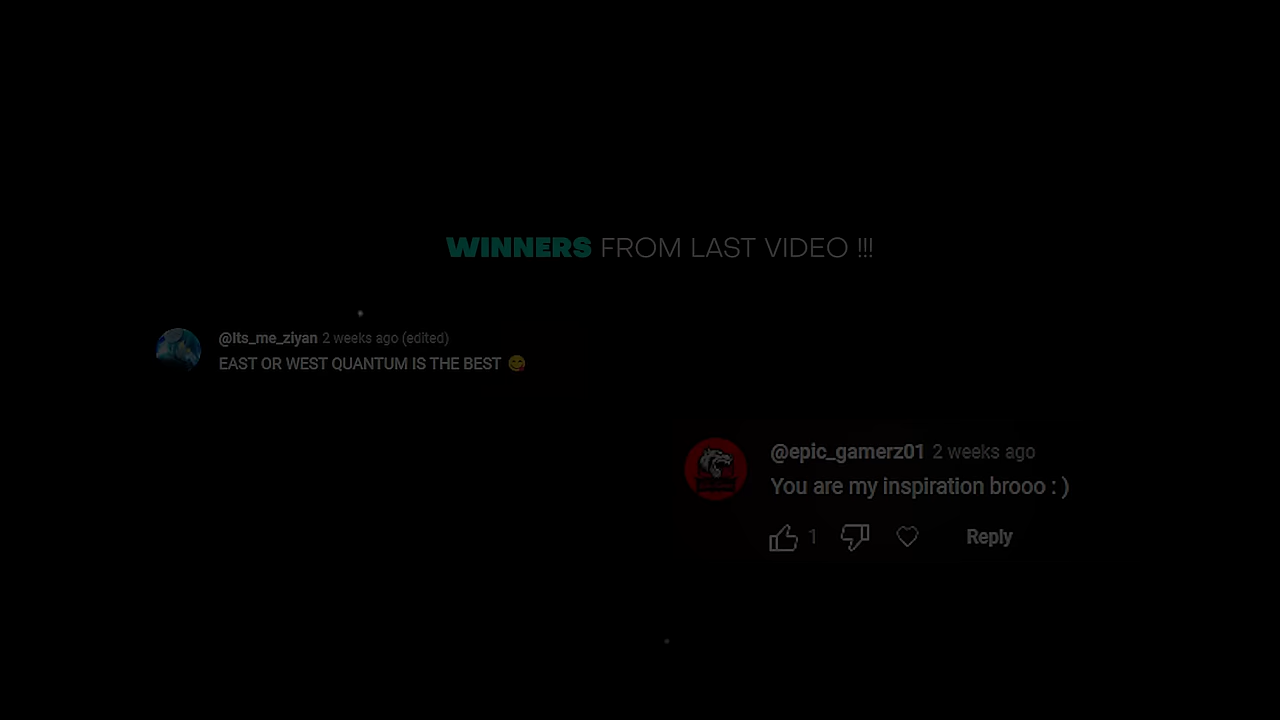 WINNERS FROM LAST VIDEO !!!
@Its_me_ziyan 2 weeks ago (edited)
EAST OR WEST QUANTUM IS THE BEST 😋
@epic_gamerz01 2 weeks ago
You are my inspiration brooo : )
1 Reply